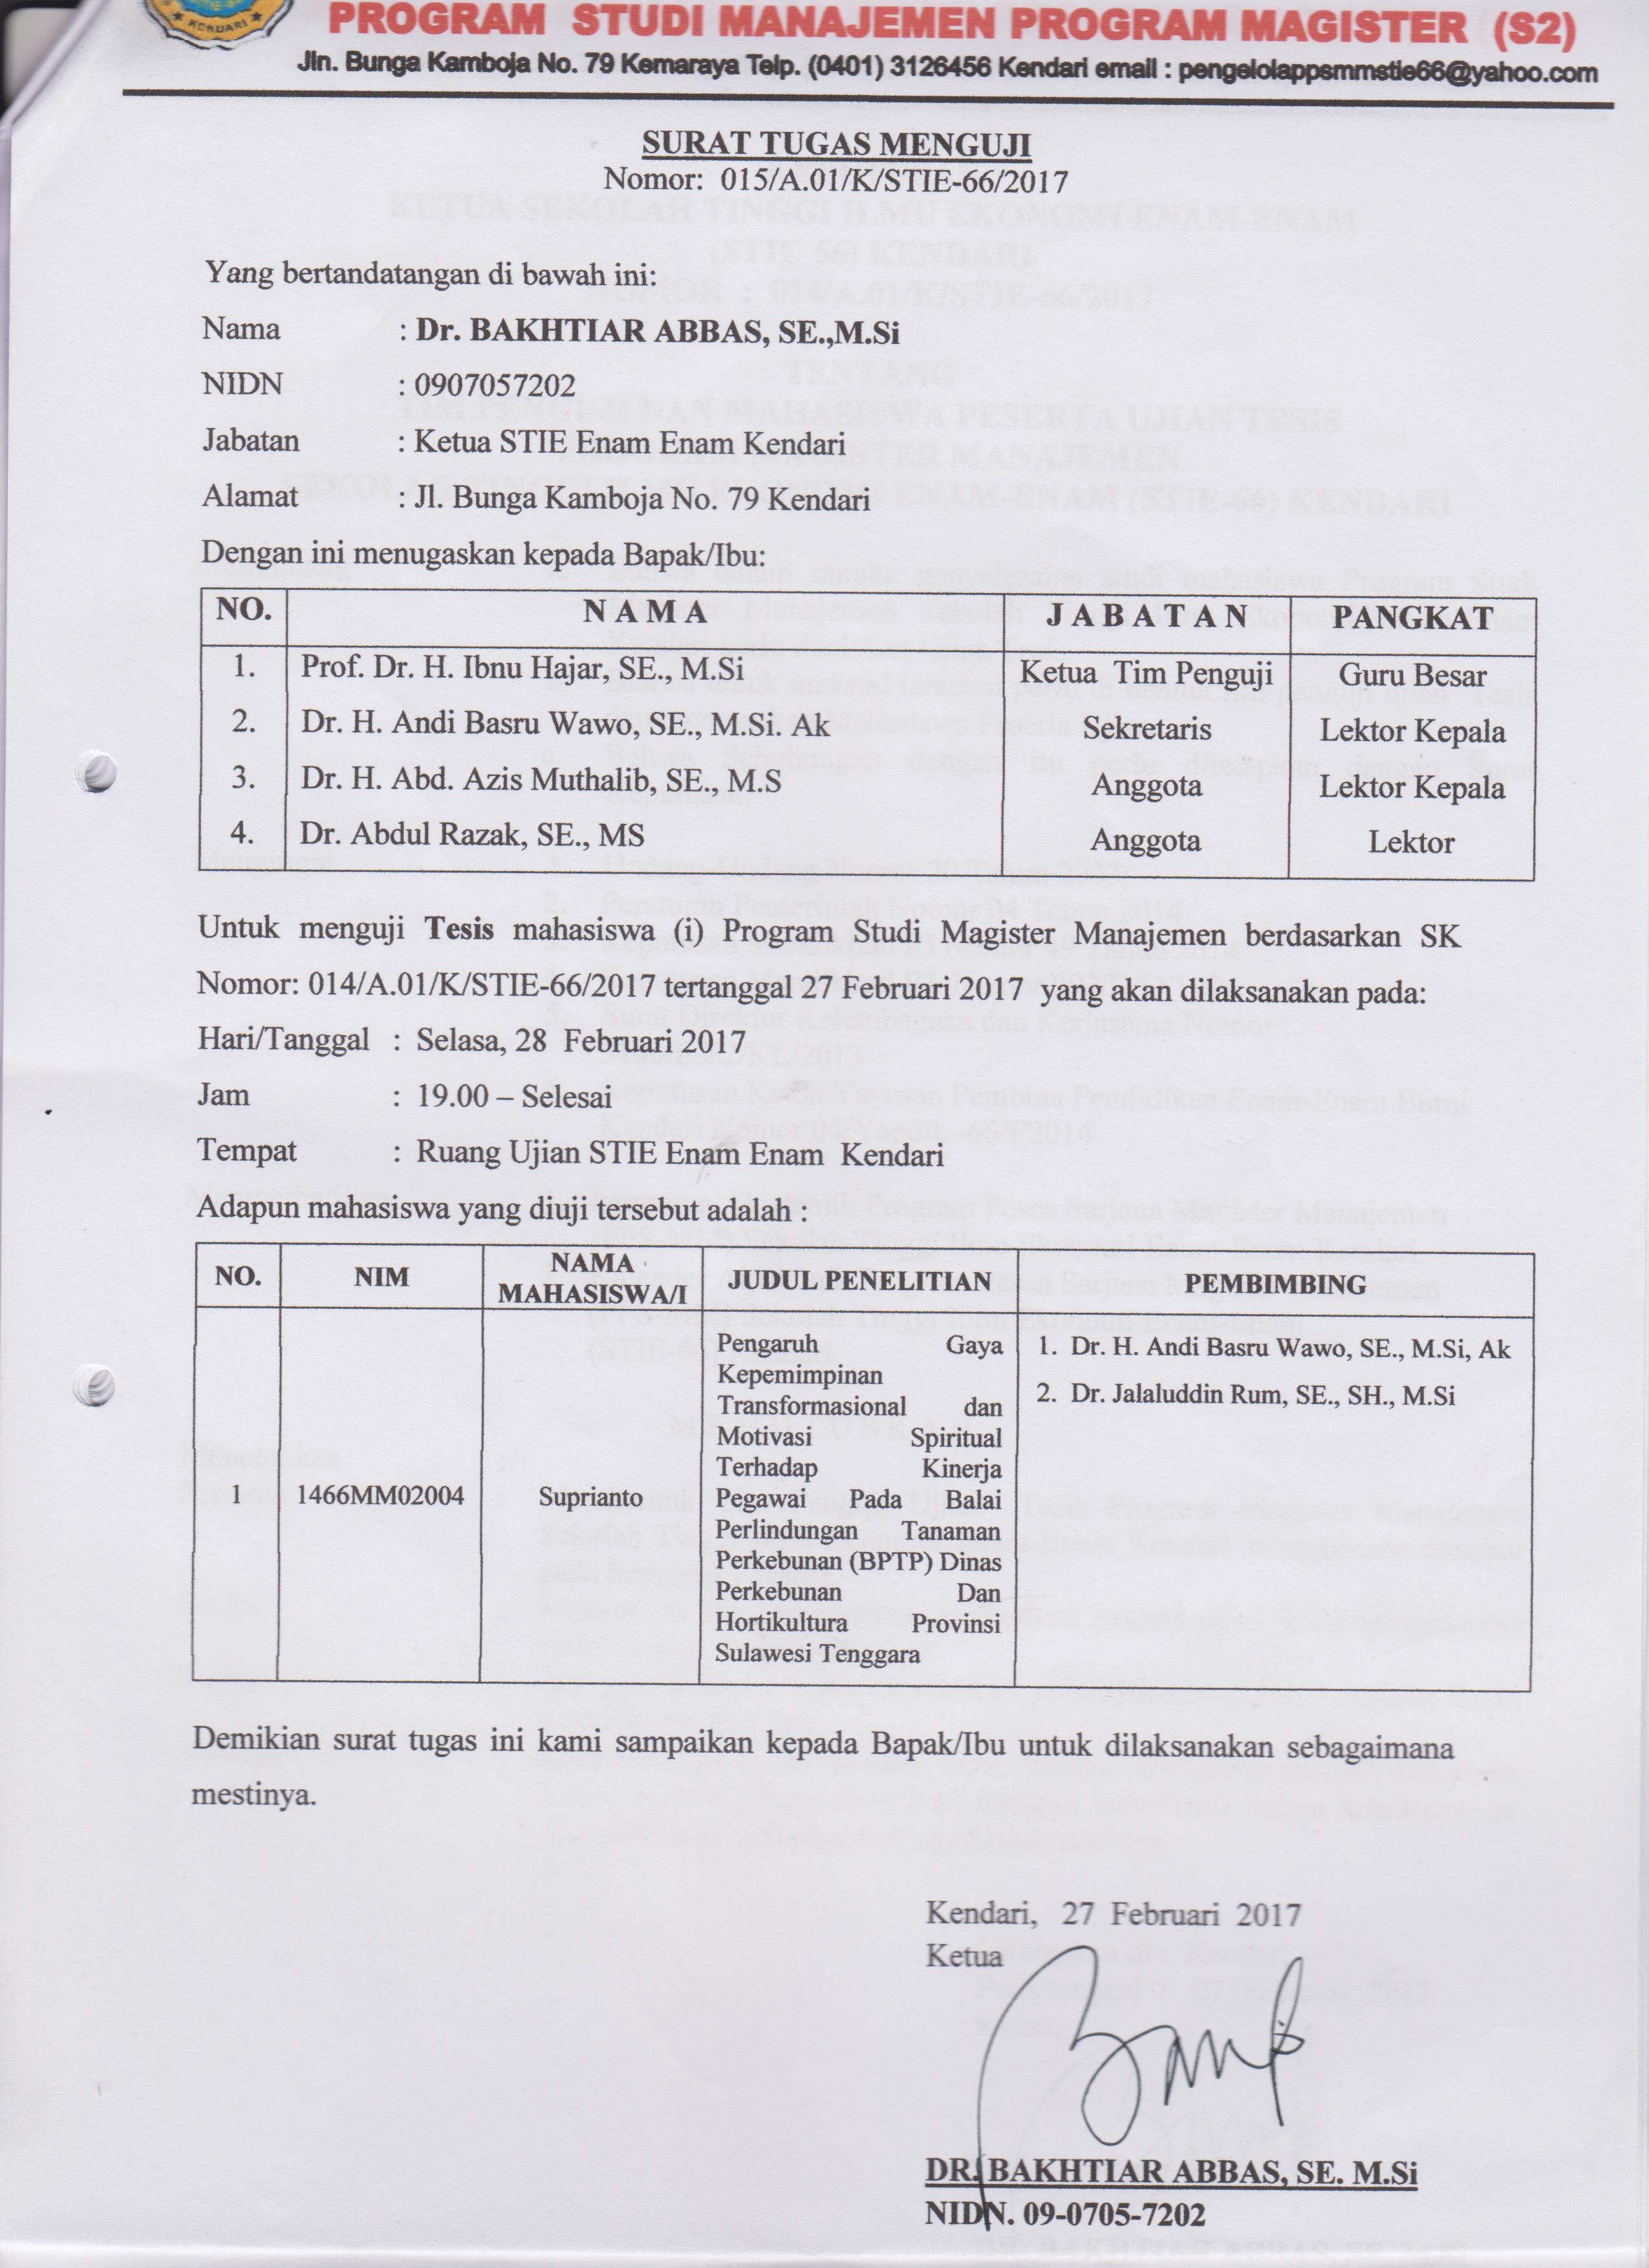 KENDARI
PROGRAM STUDI MANAJEMEN PROGRAM MAGISTER (S2)
Jln. Bunga Kamboja No. 79 Kemaraya Telp. (0401) 3126456 Kendari email : pengelolappsmmstie66@yahoo.com
SURAT TUGAS MENGUJI
Nomor: 015/A.01/K/STIE-66/2017
Yang bertandatangan di bawah ini:
Nama : Dr. BAKHTIAR ABBAS, SE.,M.Si
NIDN : 0907057202
Jabatan : Ketua STIE Enam Enam Kendari
Alamat : Jl. Bunga Kamboja No. 79 Kendari
Dengan ini menugaskan kepada Bapak/Ibu:
NO. N A M A J A B A T A N PANGKAT
1. Prof. Dr. H. Ibnu Hajar, SE., M.Si Ketua Tim Penguji Guru Besar
2. Dr. H. Andi Basru Wawo, SE., M.Si. Ak Sekretaris Lektor Kepala
3. Dr. H. Abd. Azis Muthalib, SE., M.S Anggota Lektor Kepala
4. Dr. Abdul Razak, SE., MS Anggota Lektor
Untuk menguji Tesis mahasiswa (i) Program Studi Magister Manajemen berdasarkan SK
Nomor: 014/A.01/K/STIE-66/2017 tertanggal 27 Februari 2017 yang akan dilaksanakan pada:
Hari/Tanggal : Selasa, 28 Februari 2017
Jam : 19.00 – Selesai
Tempat : Ruang Ujian STIE Enam Enam Kendari
Adapun mahasiswa yang diuji tersebut adalah :
NO. NIM NAMA MAHASISWA/I JUDUL PENELITIAN PEMBIMBING
1 1466MM02004 Suprianto
Pengaruh Gaya
Kepemimpinan
Transformasional dan
Motivasi Spiritual
Terhadap Kinerja
Pegawai Pada Balai
Perlindungan Tanaman
Perkebunan (BPTP) Dinas
Perkebunan Dan
Hortikultura Provinsi
Sulawesi Tenggara
1. Dr. H. Andi Basru Wawo, SE., M.Si, Ak
2. Dr. Jalaluddin Rum, SE., SH., M.Si
Demikian surat tugas ini kami sampaikan kepada Bapak/Ibu untuk dilaksanakan sebagaimana
mestinya.
Kendari, 27 Februari 2017
Ketua
DR. BAKHTIAR ABBAS, SE. M.Si
NIDN. 09-0705-7202